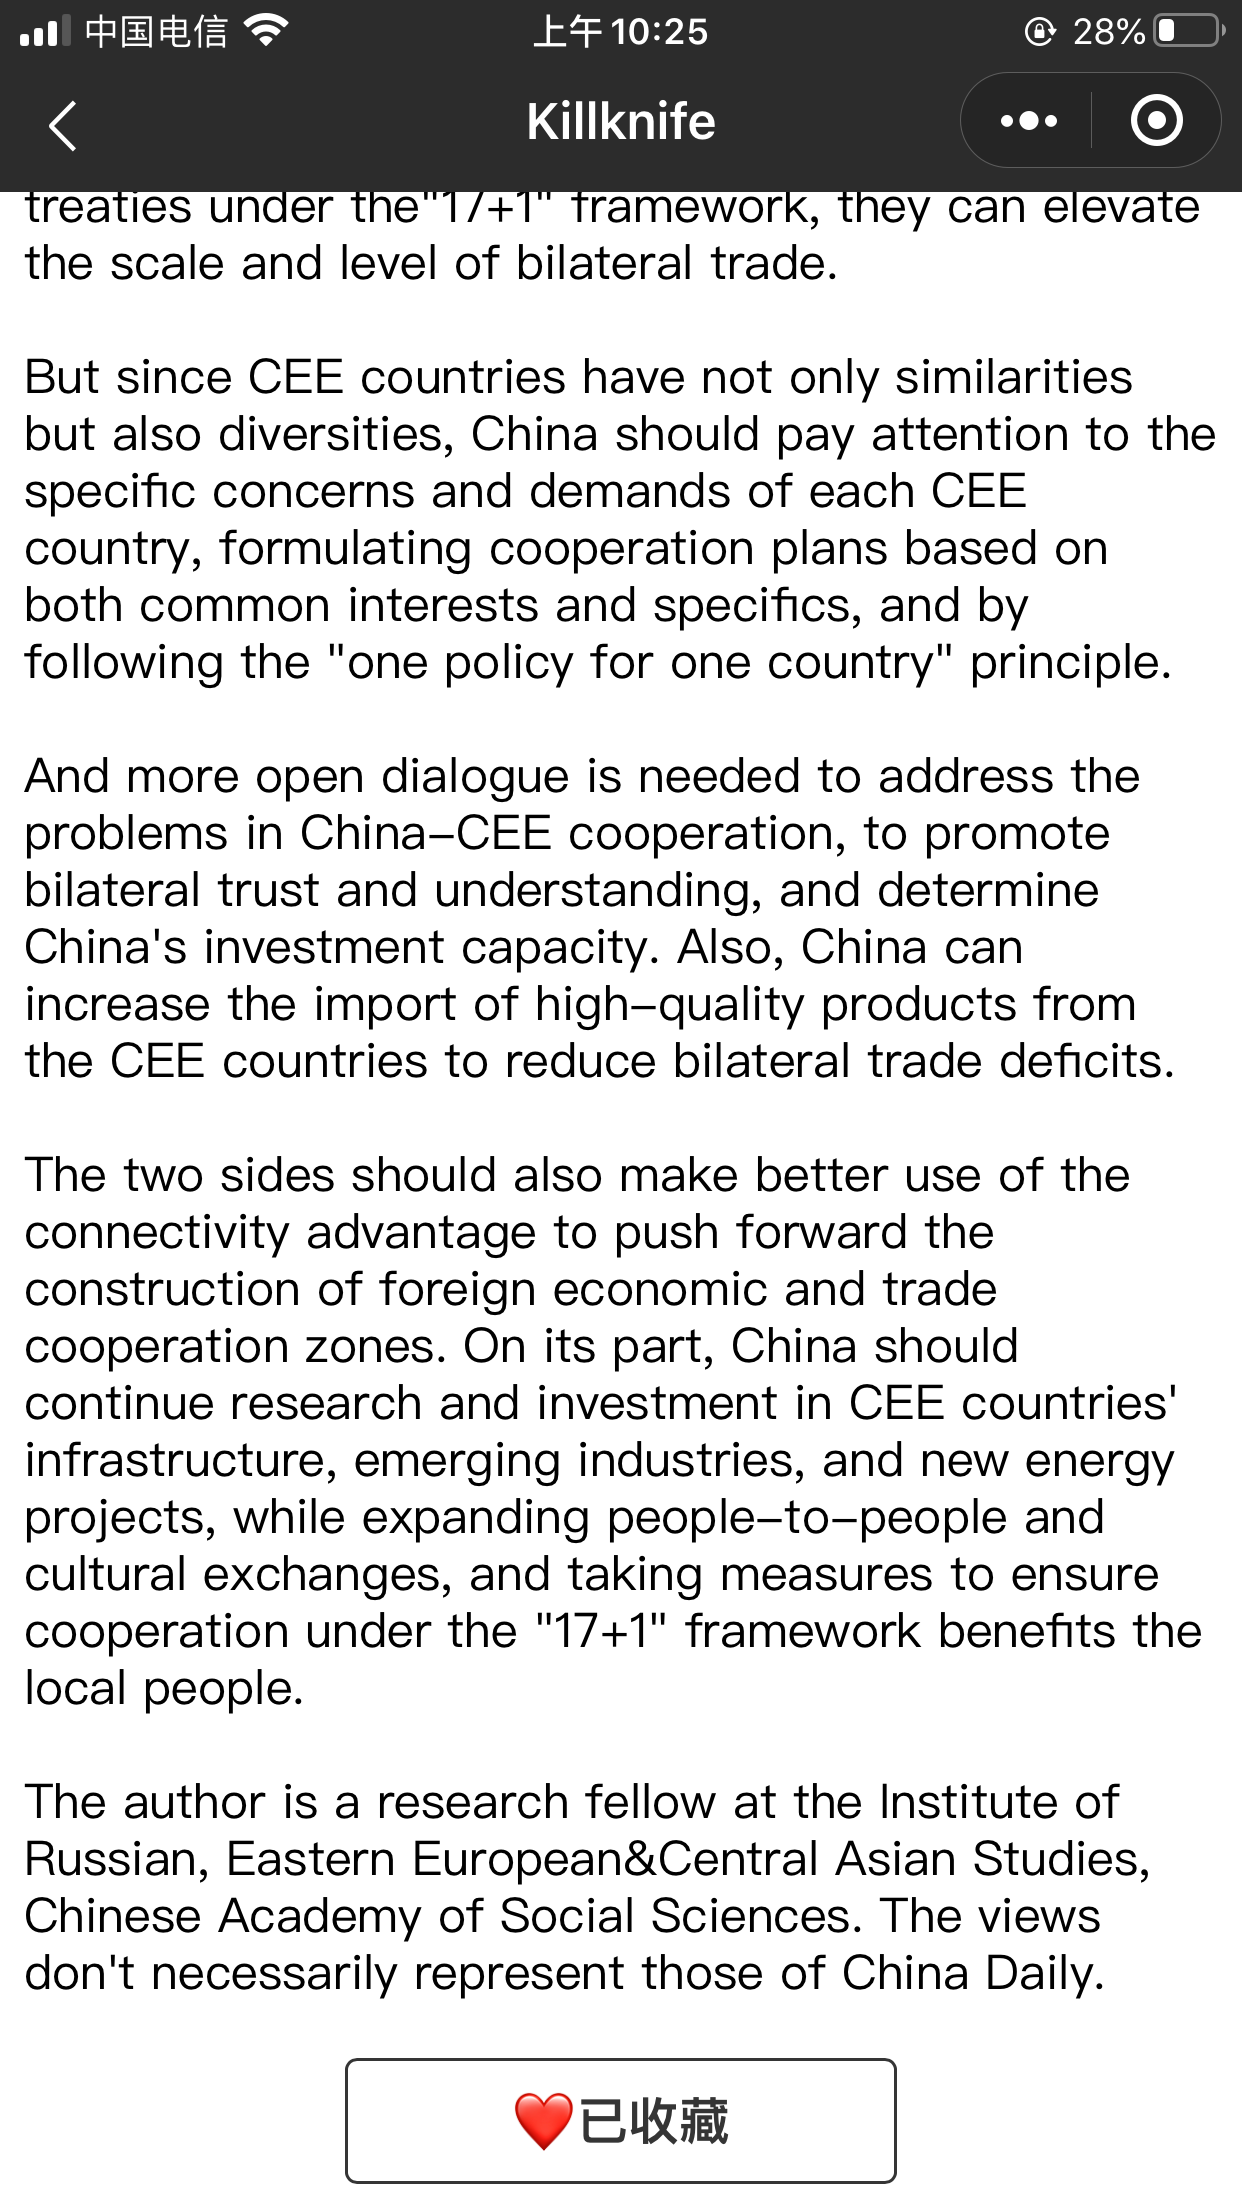 中国电信
上午10:25
28%
Killknife
treaties under the"17+1" framework, they can elevate
the scale and level of bilateral trade.
But since CEE countries have not only similarities
but also diversities, China should pay attention to the
specific concerns and demands of each CEE
country, formulating cooperation plans based on
both common interests and specifics, and by
following the "one policy for one country" principle.
And more open dialogue is needed to address the
problems in China–CEE cooperation, to promote
bilateral trust and understanding, and determine
China's investment capacity. Also, China can
increase the import of high–quality products from
the CEE countries to reduce bilateral trade deficits.
The two sides should also make better use of the
connectivity advantage to push forward the
construction of foreign economic and trade
cooperation zones. On its part, China should
continue research and investment in CEE countries'
infrastructure, emerging industries, and new energy
projects, while expanding people–to–people and
cultural exchanges, and taking measures to ensure
cooperation under the "17+1" framework benefits the
local people.
The author is a research fellow at the Institute of
Russian, Eastern European&Central Asian Studies,
Chinese Academy of Social Sciences. The views
don't necessarily represent those of China Daily.
❤️已收藏